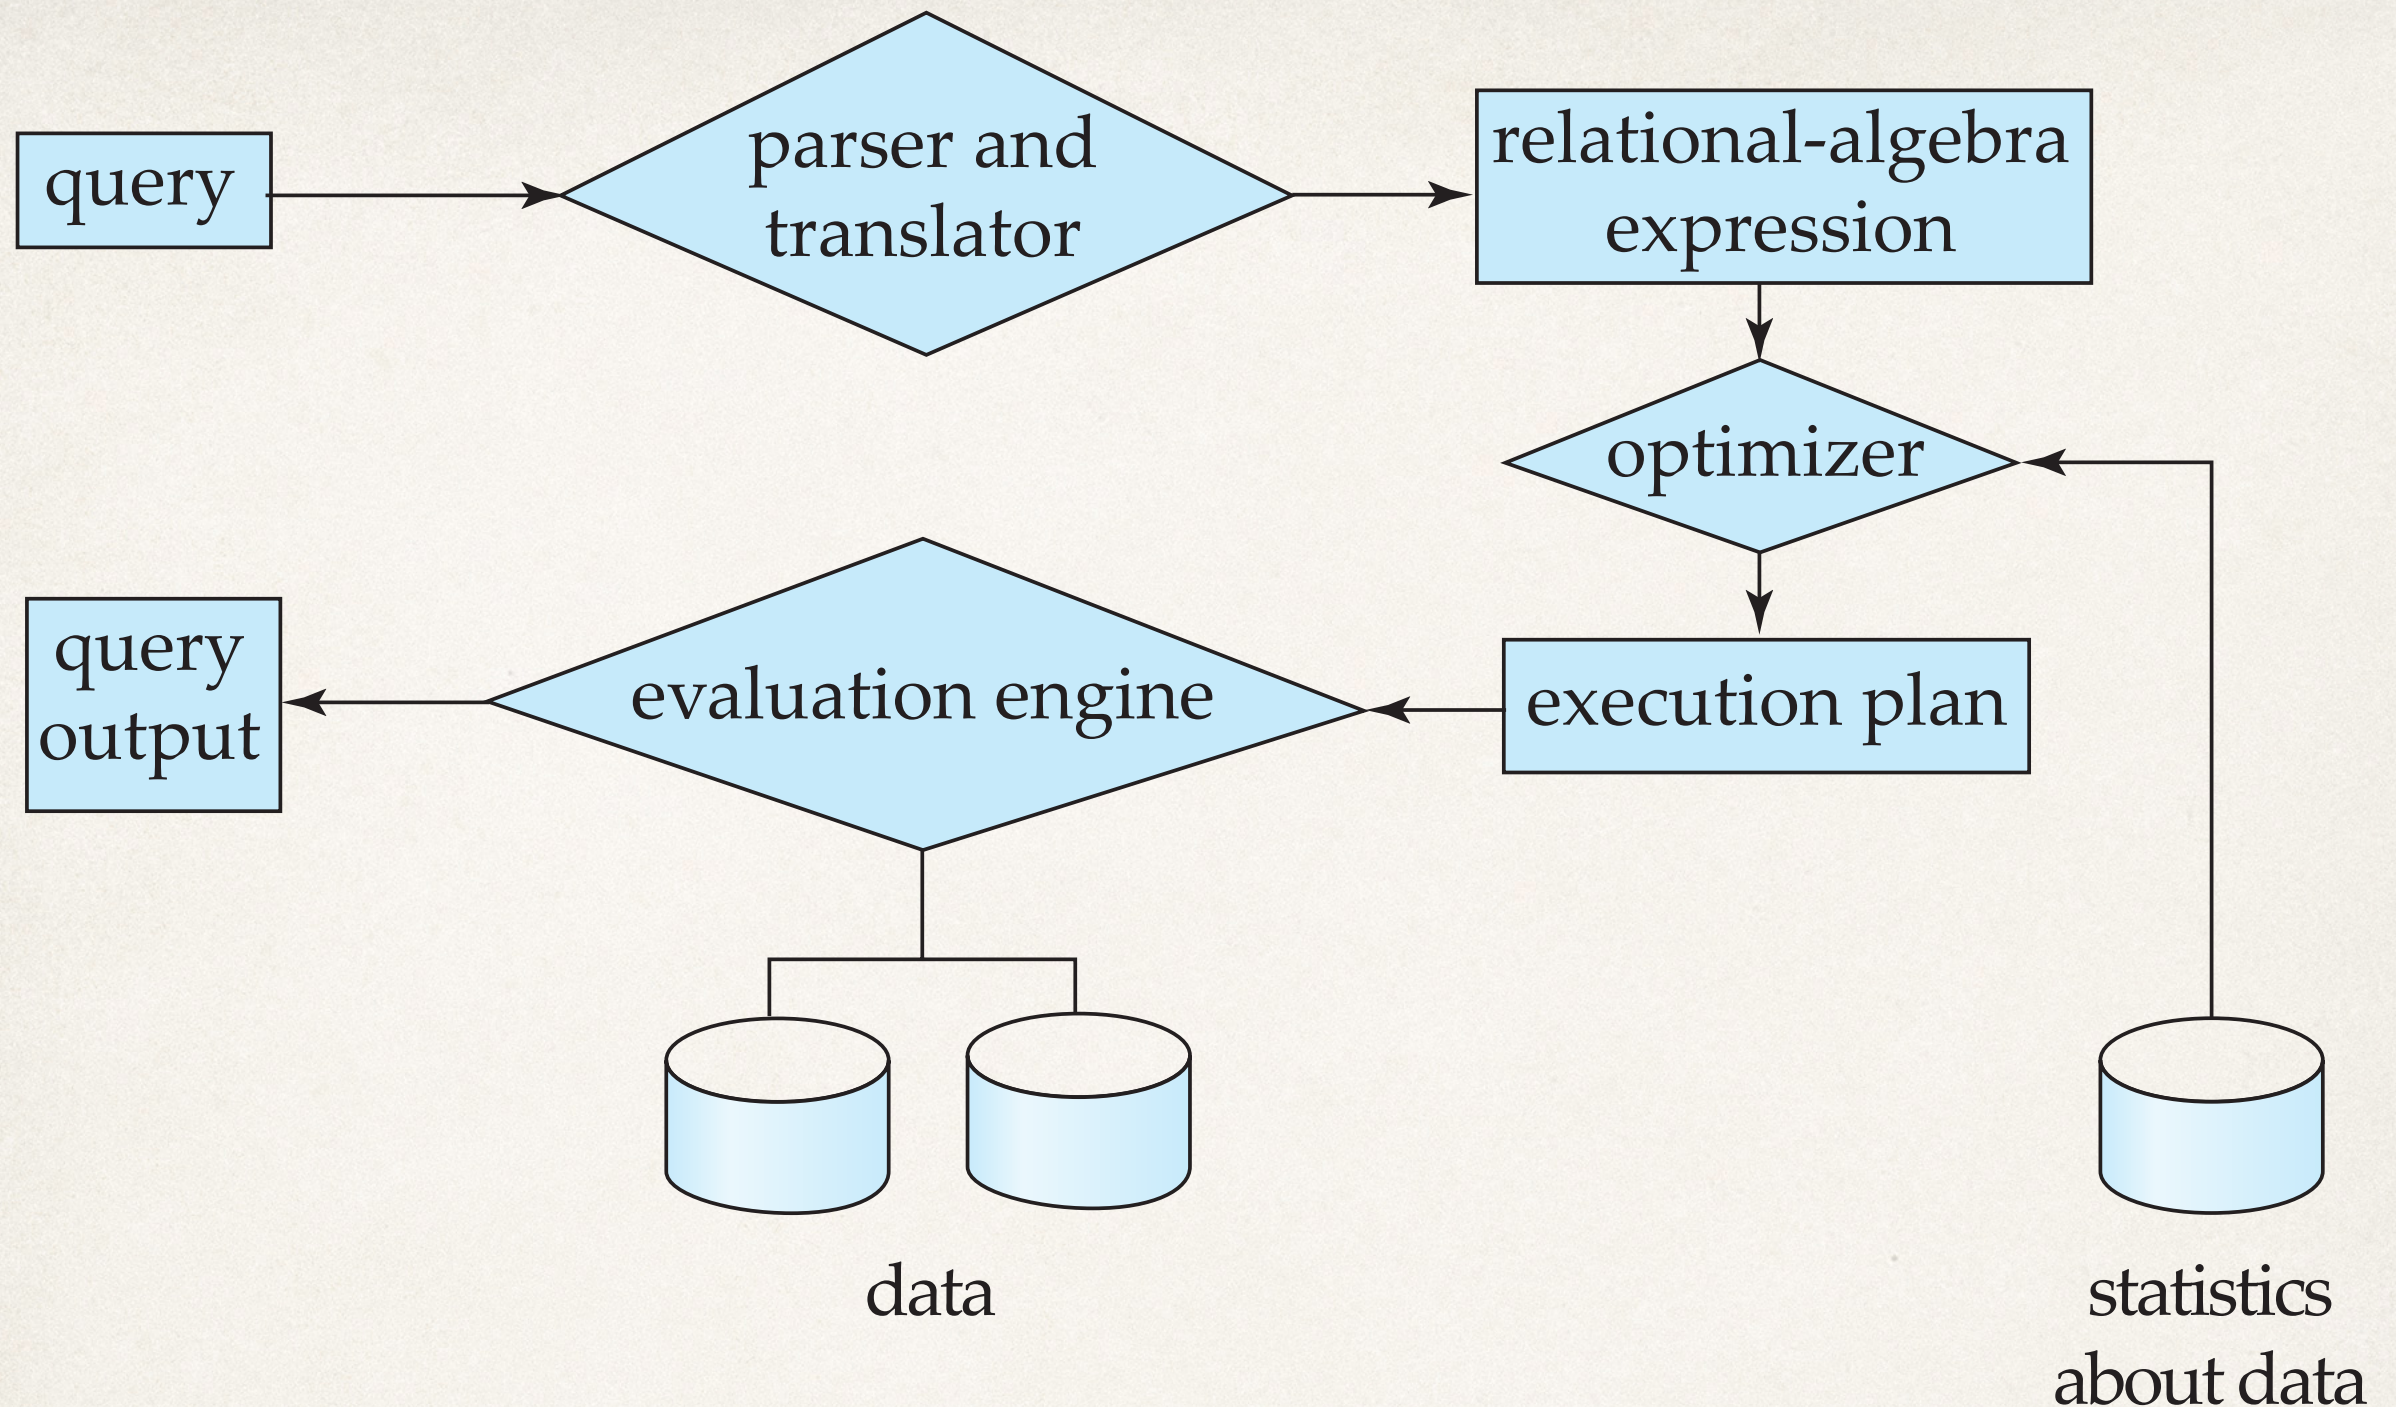 query
parser and
translator
relational-algebra
expression
optimizer
query
output
evaluation engine
execution plan
data
statistics
about data